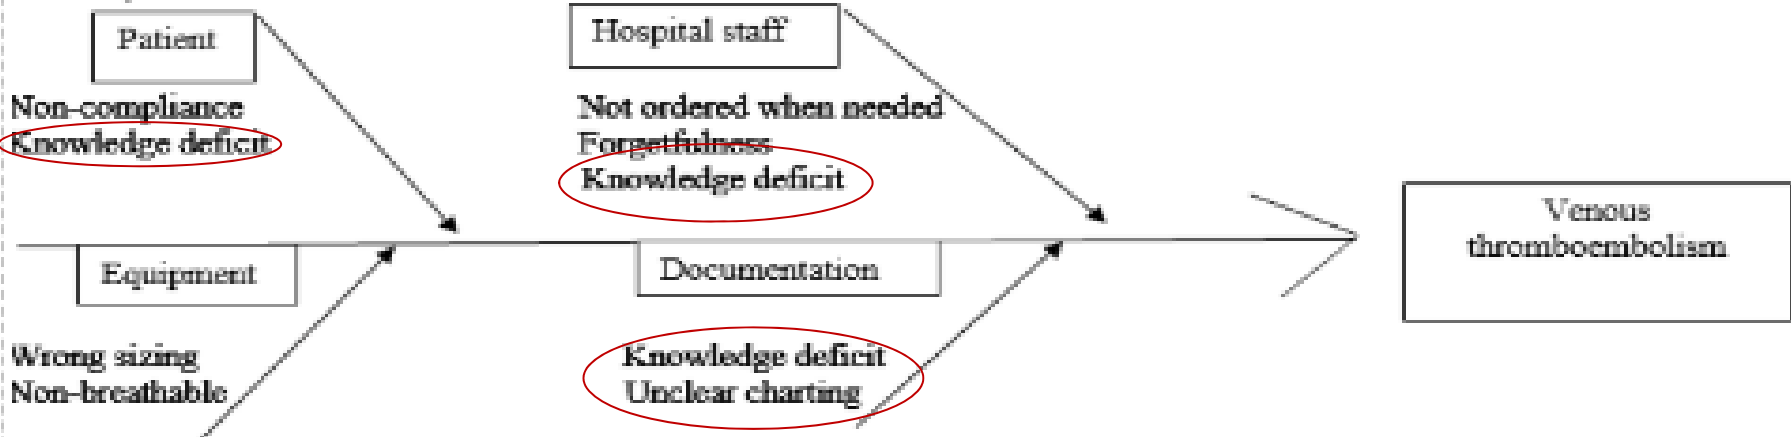 Patient
Non-compliance
Knowledge deficit
Hospital staff
Not ordered when needed
Forgetfulness
Knowledge deficit
Equipment
Wrong sizing
Non-breathable
Documentation
Knowledge deficit
Unclear charting
Venous
thromboembolism